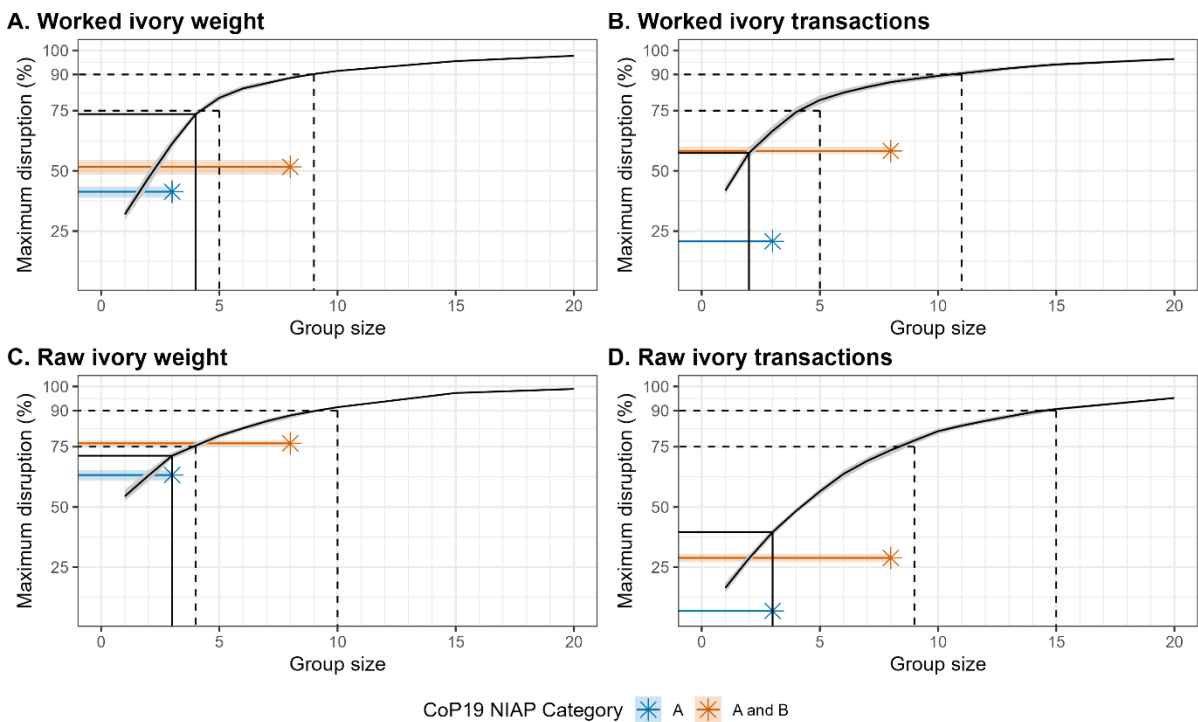 A. Worked ivory weight
Maximum disruption (%)
100
90
75
50
25
0 5 10 15 20
Group size
B. Worked ivory transactions
Maximum disruption (%)
100
90
75
50
25
0 5 10 15 20
Group size
C. Raw ivory weight
Maximum disruption (%)
100
90
75
50
25
0 5 10 15 20
Group size
D. Raw ivory transactions
Maximum disruption (%)
100
90
75
50
25
0 5 10 15 20
Group size
CoP19 NIAP Category A A and B